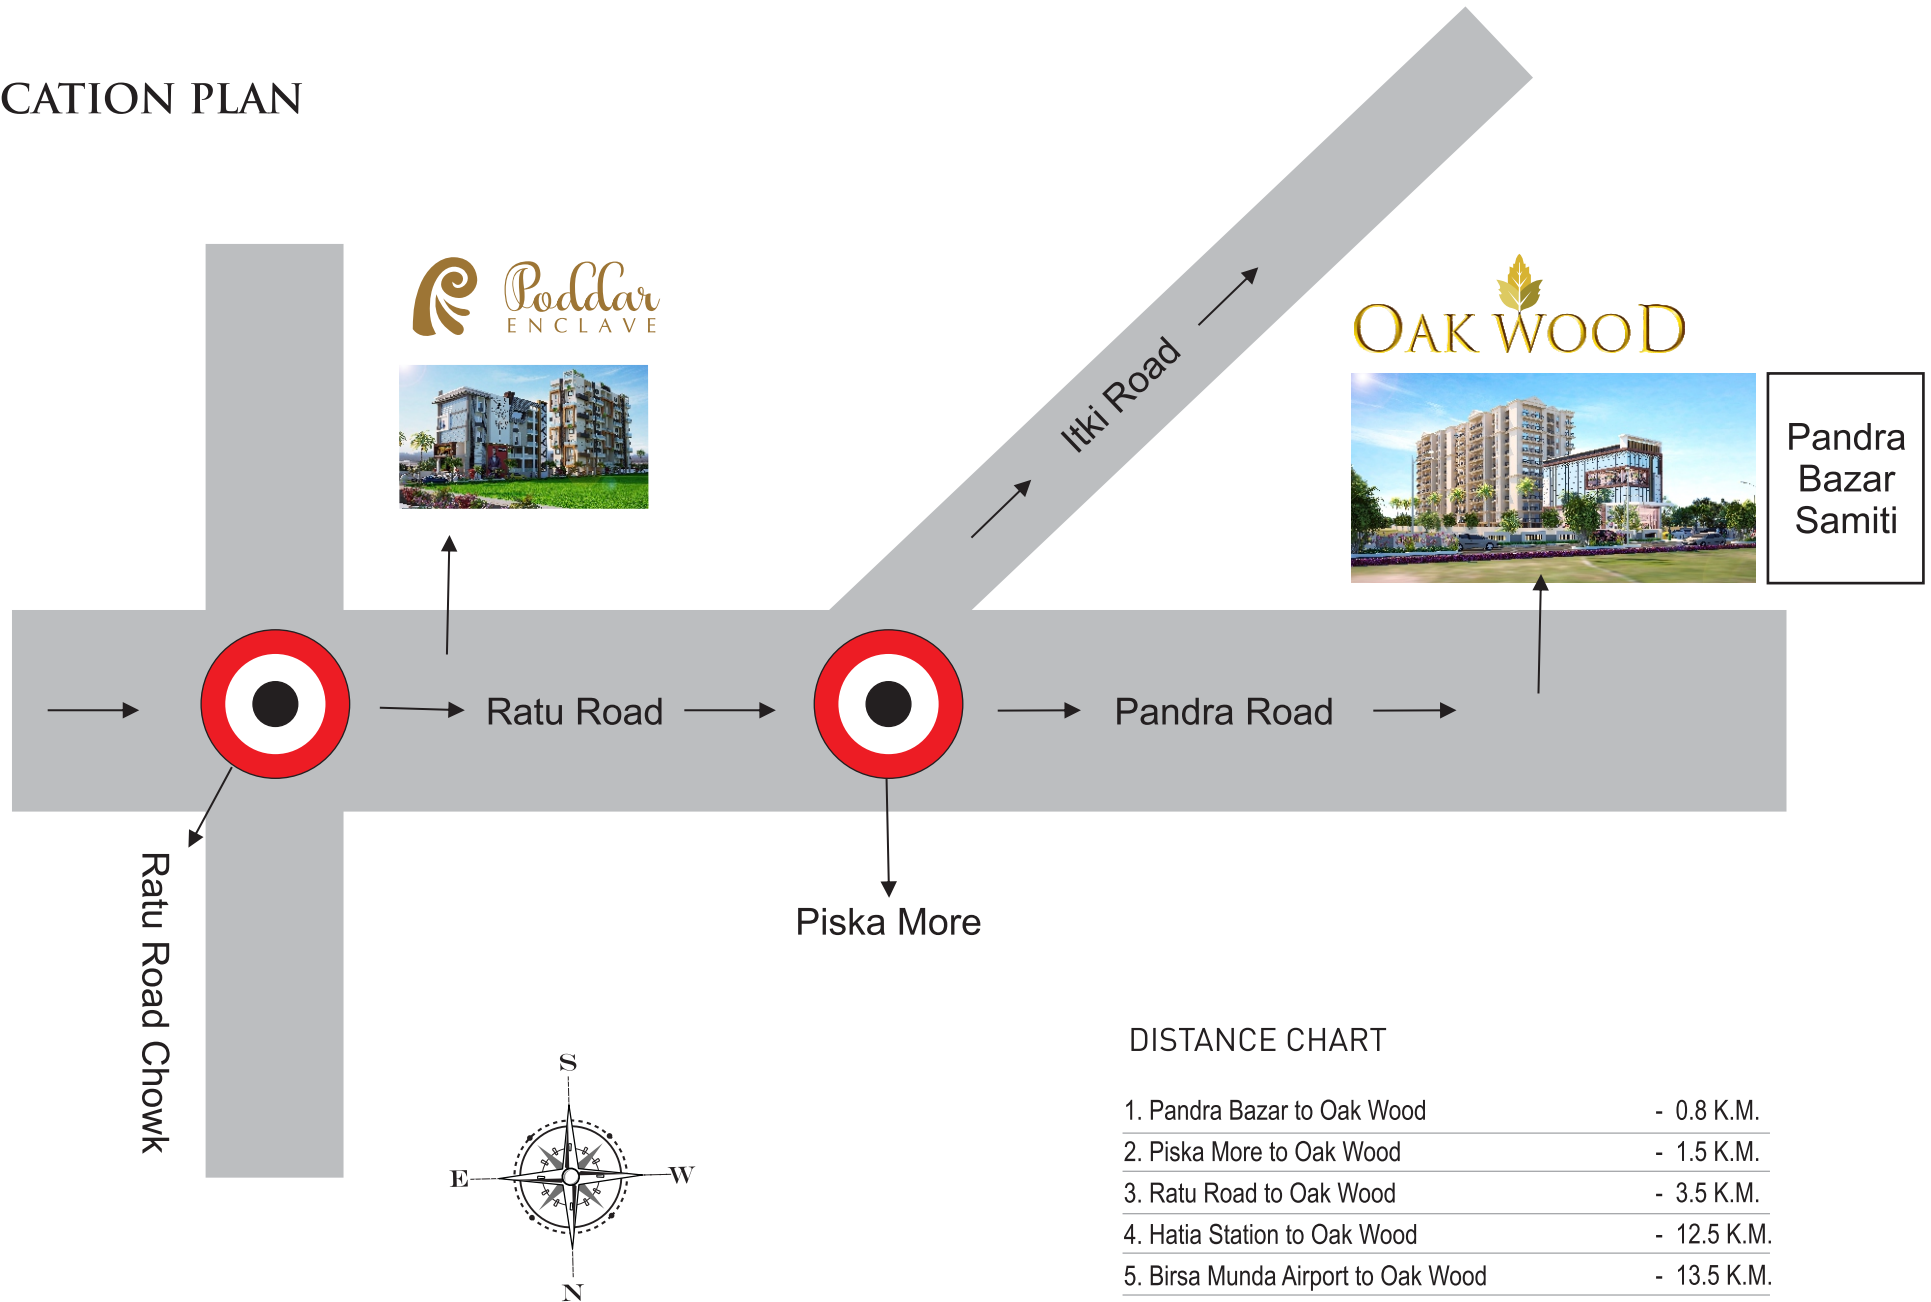 CATION PLAN
Poddar
ENCLAVE
OAK WOOD
Pandra
Bazar
Samiti
Itki Road
Ratu Road
Pandra Road
Ratu Road Chowk
Piska More
S
E
W
N
DISTANCE CHART
1. Pandra Bazar to Oak Wood - 0.8 K.M.
2. Piska More to Oak Wood - 1.5 K.M.
3. Ratu Road to Oak Wood - 3.5 K.M.
4. Hatia Station to Oak Wood - 12.5 K.M.
5. Birsa Munda Airport to Oak Wood - 13.5 K.M.